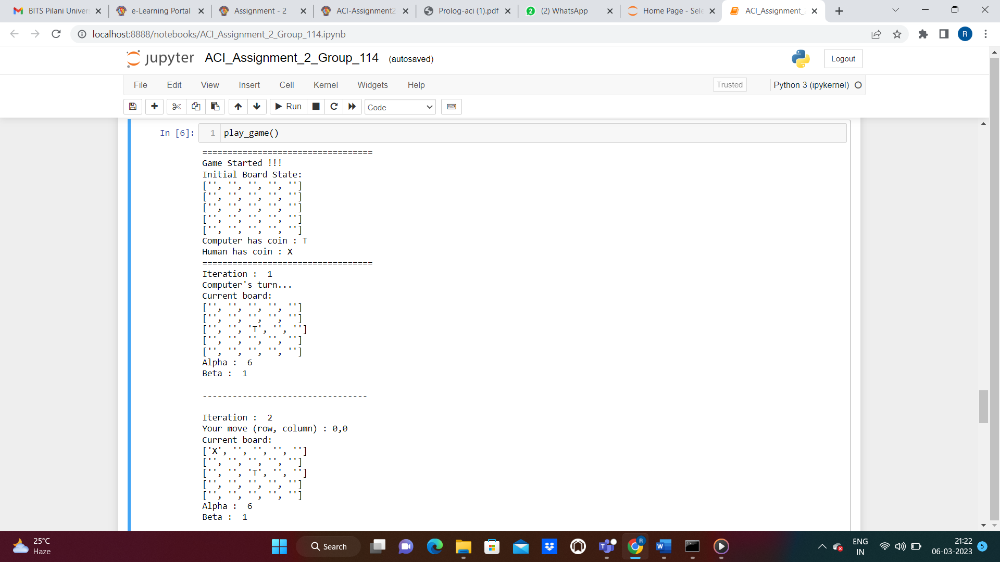 BITS Pilani Univer
e-Learning Portal
Assignment - 2
ACI-Assignment2
Prolog-aci (1).pdf
(2) WhatsApp
Home Page - Sele
ACI_Assignment_2
localhost:8888/notebooks/ACI_Assignment_2_Group_114.ipynb
R
jupyter ACI_Assignment_2_Group_114 (autosaved)
Logout
File Edit View Insert Cell Kernel Widgets Help
Trusted
Python 3 (ipykernel)
Run
Code
In [6]: 1 play_game()
==================================
Game Started !!!
Initial Board State:
['', '', '', '', '']
['', '', '', '', '']
['', '', '', '', '']
['', '', '', '', '']
['', '', '', '', '']
Computer has coin : T
Human has coin : X
==================================
Iteration :  1
Computer's turn...
Current board:
['', '', '', '', '']
['', '', '', '', '']
['', '', 'T', '', '']
['', '', '', '', '']
['', '', '', '', '']
Alpha :  6
Beta :  1
---------------------------------
Iteration :  2
Your move (row, column) : 0,0
Current board:
['X', '', '', '', '']
['', '', '', '', '']
['', '', 'T', '', '']
['', '', '', '', '']
['', '', '', '', '']
Alpha :  6
Beta :  1
25°C
Haze
Search
ENG
IN
21:22
06-03-2023
5